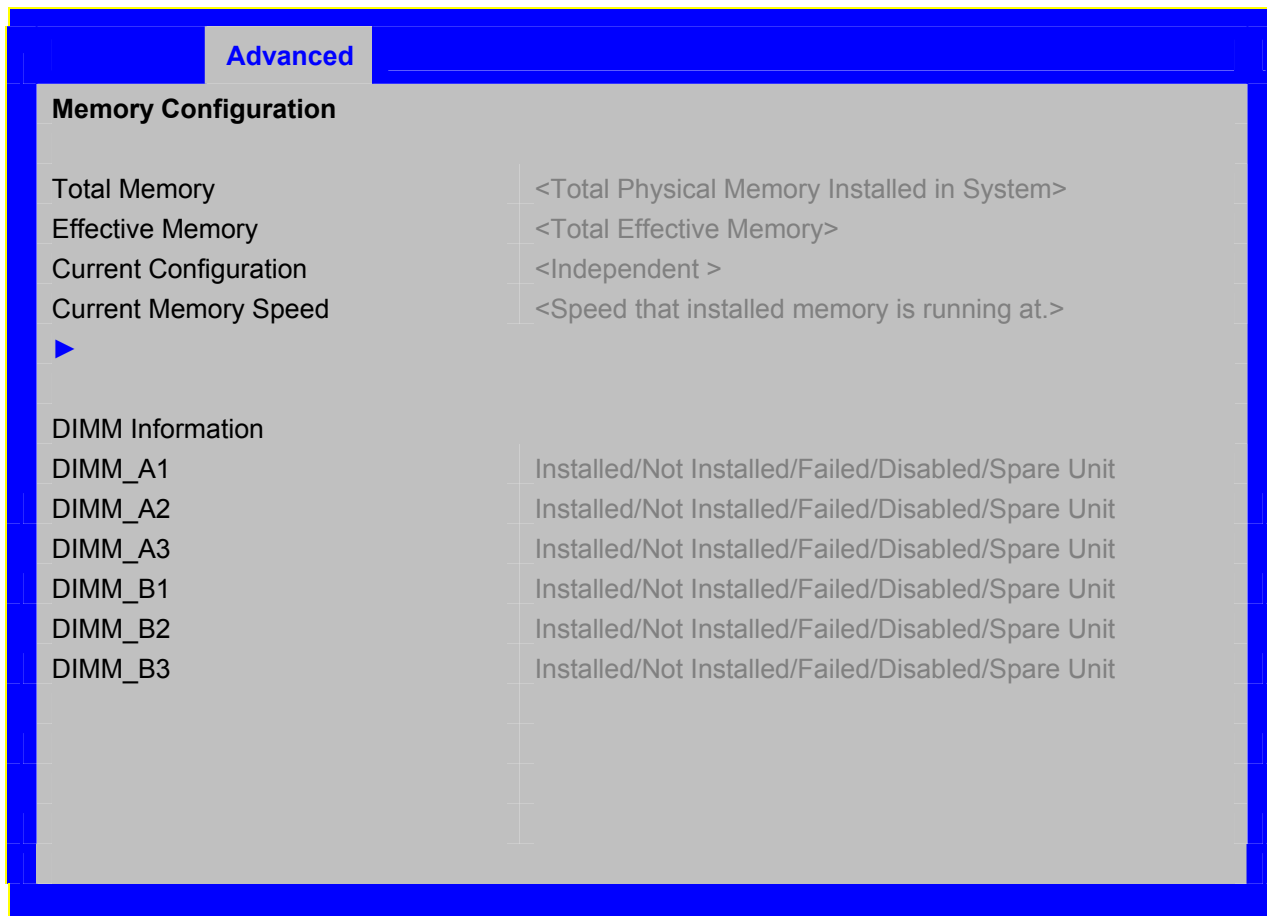 Advanced
Memory Configuration
Total Memory <Total Physical Memory Installed in System>
Effective Memory <Total Effective Memory>
Current Configuration <Independent >
Current Memory Speed <Speed that installed memory is running at.>
►
DIMM Information
DIMM_A1 Installed/Not Installed/Failed/Disabled/Spare Unit
DIMM_A2 Installed/Not Installed/Failed/Disabled/Spare Unit
DIMM_A3 Installed/Not Installed/Failed/Disabled/Spare Unit
DIMM_B1 Installed/Not Installed/Failed/Disabled/Spare Unit
DIMM_B2 Installed/Not Installed/Failed/Disabled/Spare Unit
DIMM_B3 Installed/Not Installed/Failed/Disabled/Spare Unit